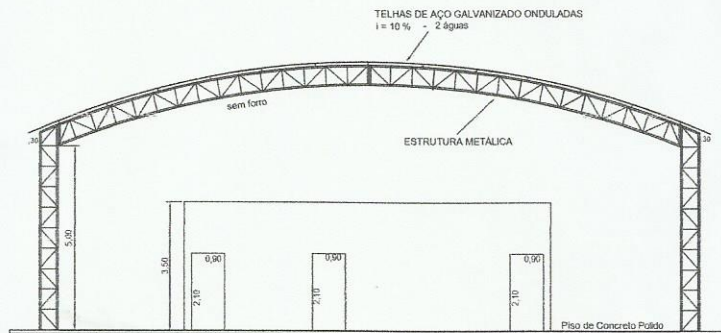 TELHAS DE AÇO GALVANIZADO ONDULADAS
i = 10 % - 2 águas
sem forro
ESTRUTURA METÁLICA
,30
,30
5,00
3,50
0,90
2,10
0,90
2,10
0,90
2,10
Piso de Concreto Polido